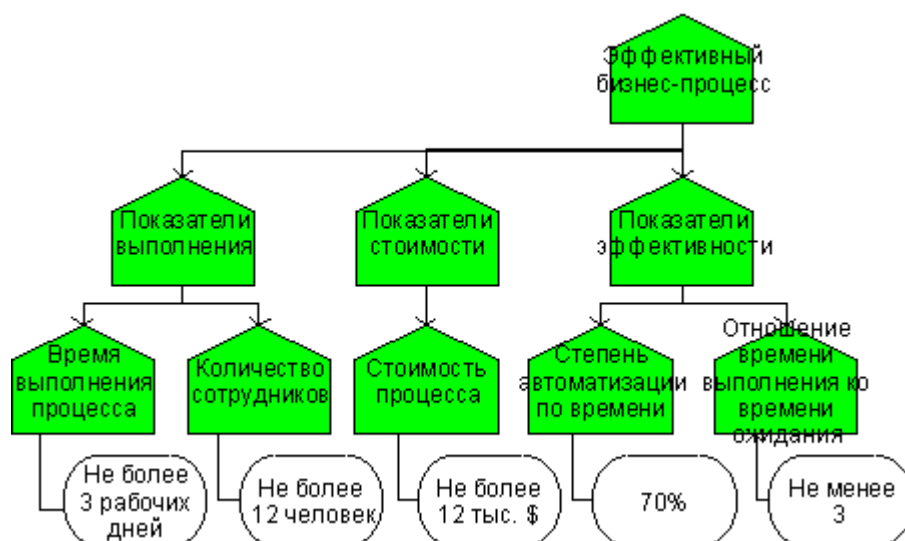 Эффективный
бизнес-процесс
Показатели
выполнения
Показатели
стоимости
Показатели
эффективности
Время
выполнения
процесса
Количество
сотрудников
Стоимость
процесса
Степень
автоматизации
по времени
Отношение
времени
выполнения ко
времени
ожидания
Не более
3 рабочих
дней
Не более
12 человек
Не более
12 тыс. $
70%
Не менее
3